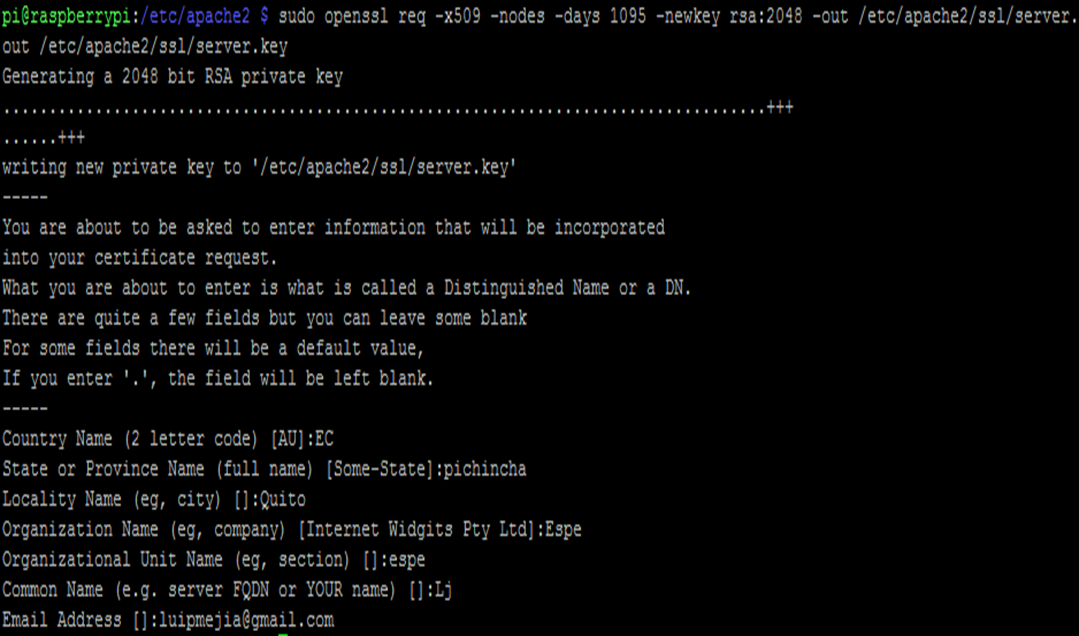 pi@raspberrypi:/etc/apache2 $ sudo openssl req -x509 -nodes -days 1095 -newkey rsa:2048 -out /etc/apache2/ssl/server.
out /etc/apache2/ssl/server.key
Generating a 2048 bit RSA private key
...................................................................................+++
......+++
writing new private key to '/etc/apache2/ssl/server.key'
-----
You are about to be asked to enter information that will be incorporated
into your certificate request.
What you are about to enter is what is called a Distinguished Name or a DN.
There are quite a few fields but you can leave some blank
For some fields there will be a default value,
If you enter '.', the field will be left blank.
-----
Country Name (2 letter code) [AU]:EC
State or Province Name (full name) [Some-State]:pichincha
Locality Name (eg, city) []:Quito
Organization Name (eg, company) [Internet Widgits Pty Ltd]:Espe
Organizational Unit Name (eg, section) []:espe
Common Name (e.g. server FQDN or YOUR name) []:Lj
Email Address []:luipmejia@gmail.com